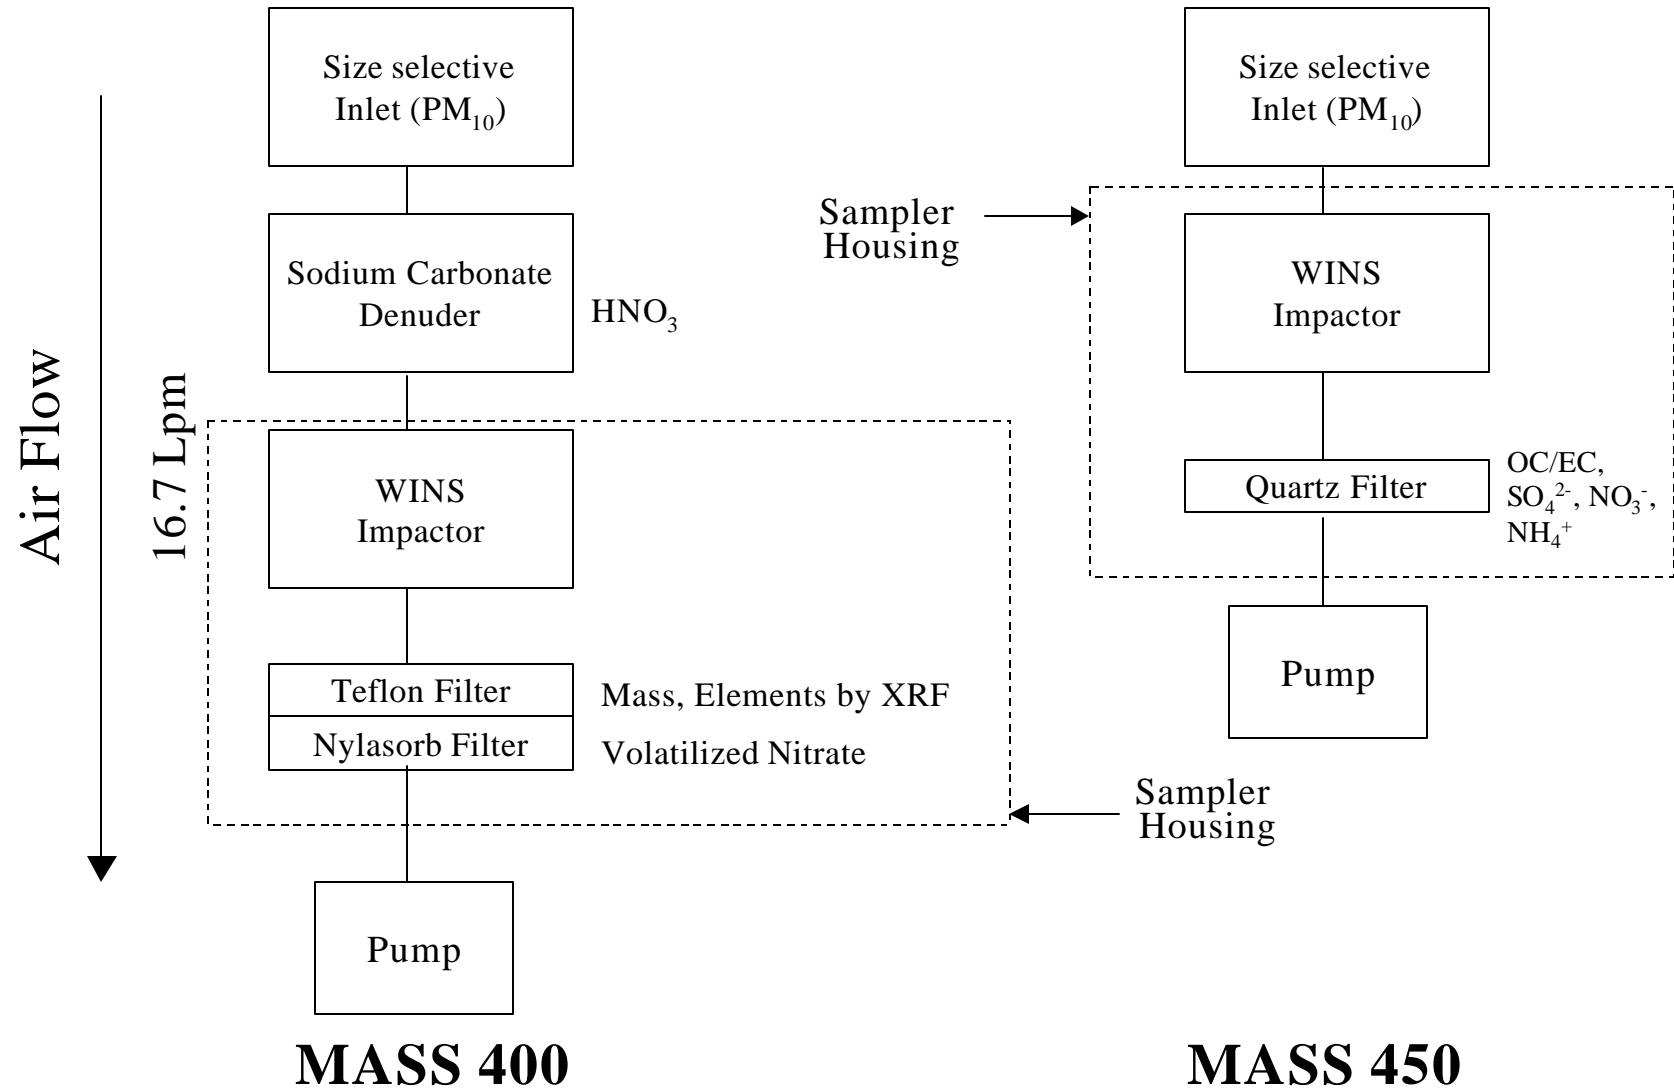 Air Flow
16.7 Lpm
Size selective
Inlet (PM₁₀)
Sodium Carbonate
Denuder
HNO₃
WINS
Impactor
Teflon Filter
Mass, Elements by XRF
Nylasorb Filter
Volatilized Nitrate
Sampler
Housing
Pump
MASS 400
Size selective
Inlet (PM₁₀)
Sampler
Housing
WINS
Impactor
Quartz Filter
OC/EC,
SO₄²⁻, NO₃⁻,
NH₄⁺
Pump
MASS 450